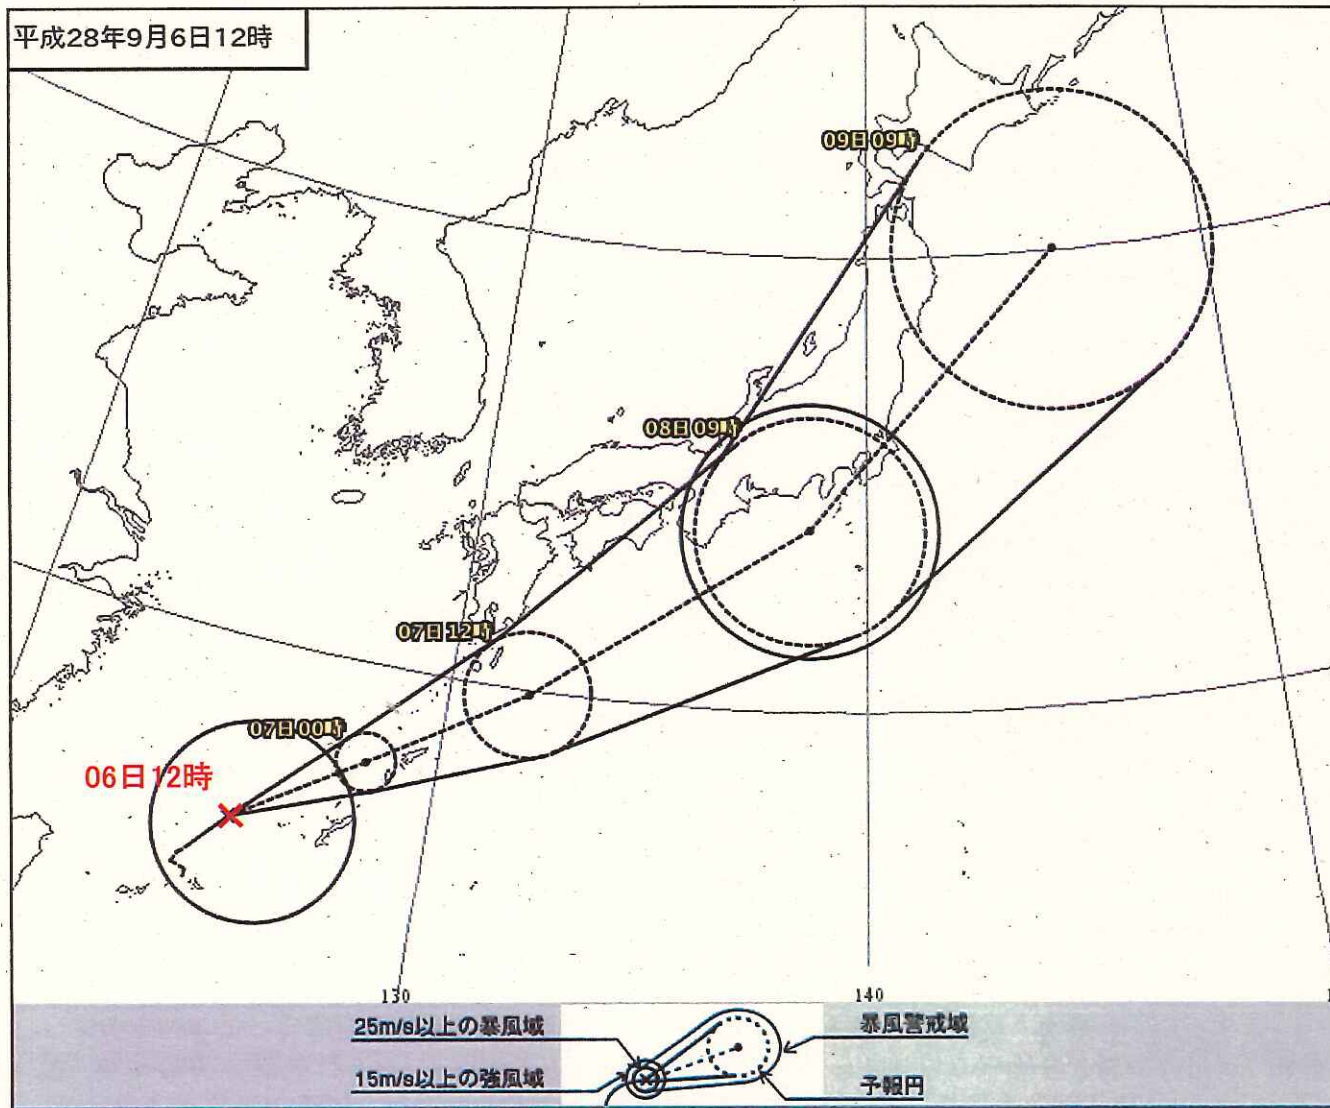 平成28年9月6日12時
09日09時
08日09時
07日12時
07日00時
06日12時
130
140
25m/s以上の暴風域
暴風警戒域
15m/s以上の強風域
予報円